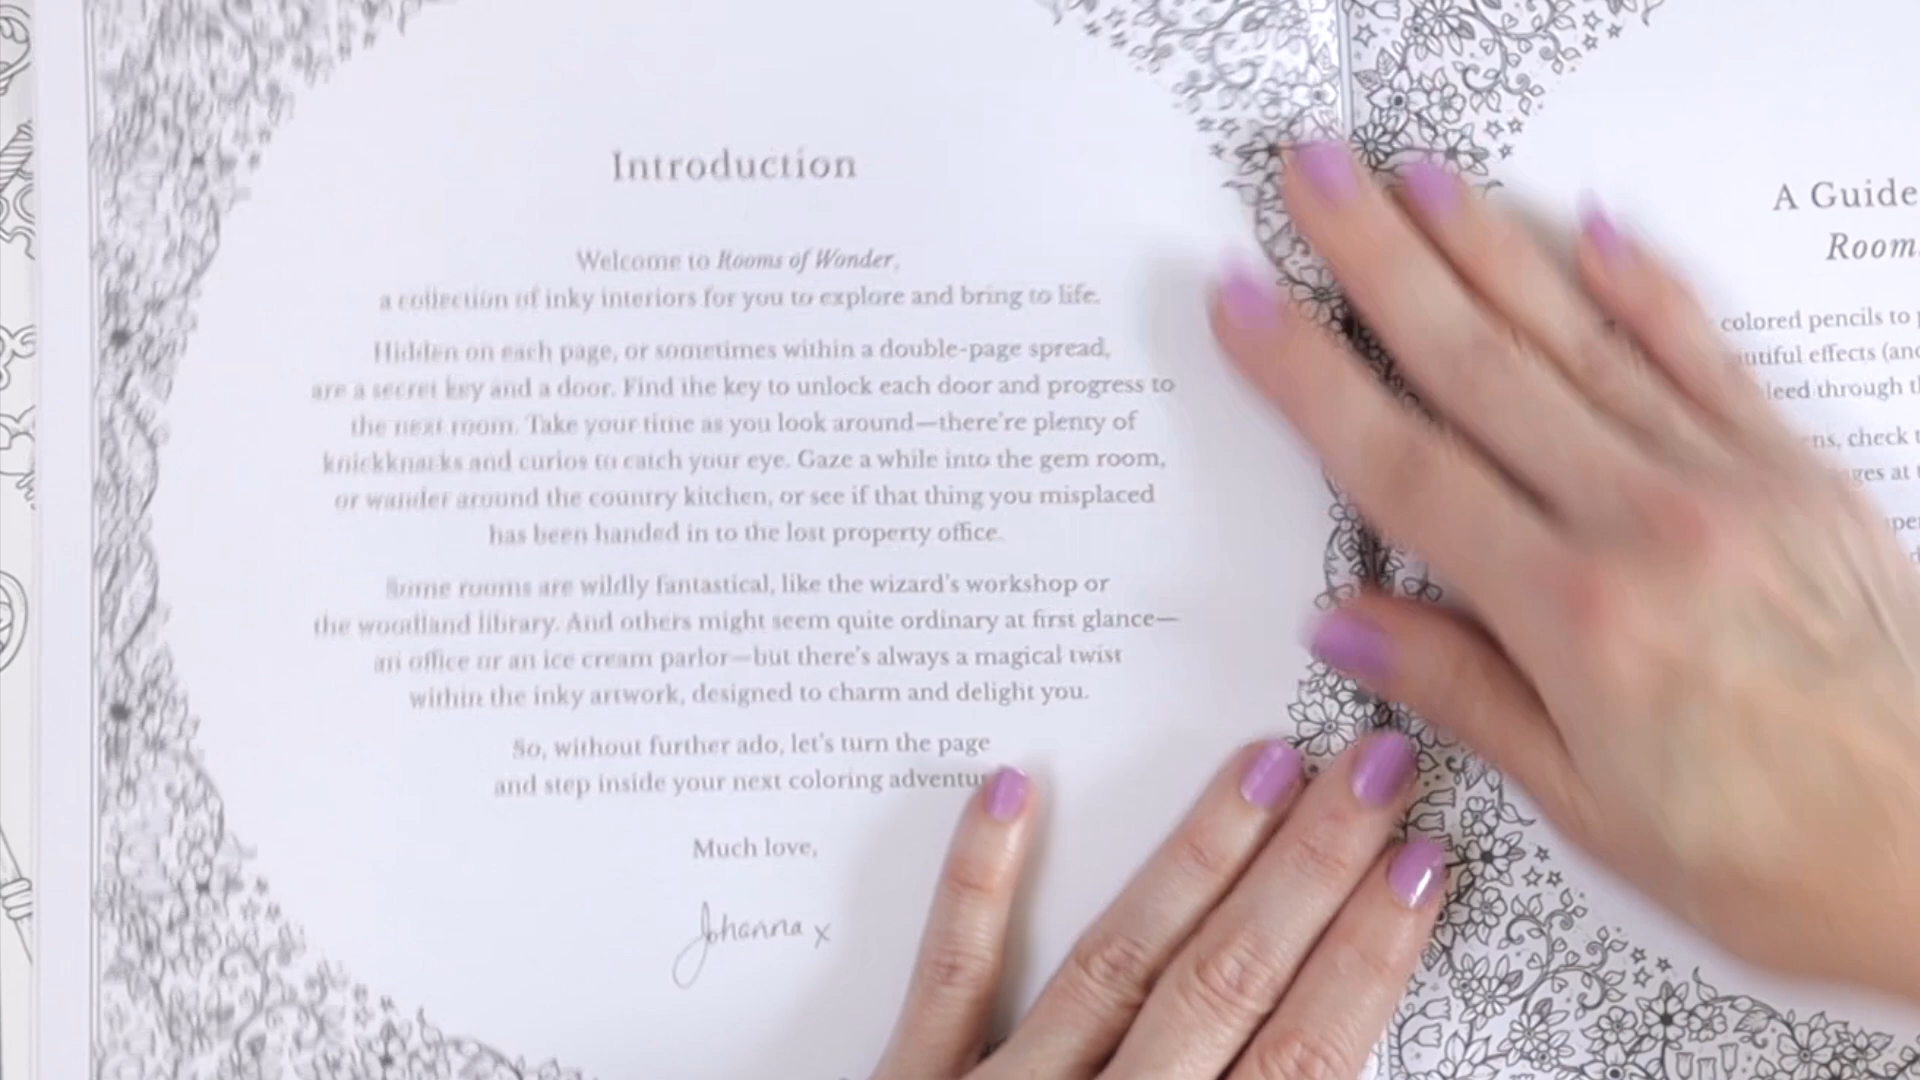 Introduction
Welcome to Rooms of Wonder,
a collection of inky interiors for you to explore and bring to life.
Hidden on each page, or sometimes within a double-page spread,
are a secret key and a door. Find the key to unlock each door and progress to
the next room. Take your time as you look around—there're plenty of
knickknacks and curios to catch your eye. Gaze a while into the gem room,
or wander around the country kitchen, or see if that thing you misplaced
has been handed in to the lost property office.
Some rooms are wildly fantastical, like the wizard's workshop or
the woodland library. And others might seem quite ordinary at first glance—
an office or an ice cream parlor—but there's always a magical twist
within the inky artwork, designed to charm and delight you.
So, without further ado, let's turn the page
and step inside your next coloring
Much love,
Johanna x
A Guide
colored pencils to
effects
through
check
at